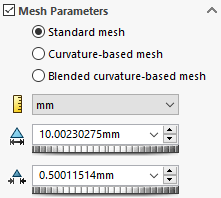 Mesh Parameters
Standard mesh
Curvature-based mesh
Blended curvature-based mesh
mm
10.00230275mm
0.50011514mm